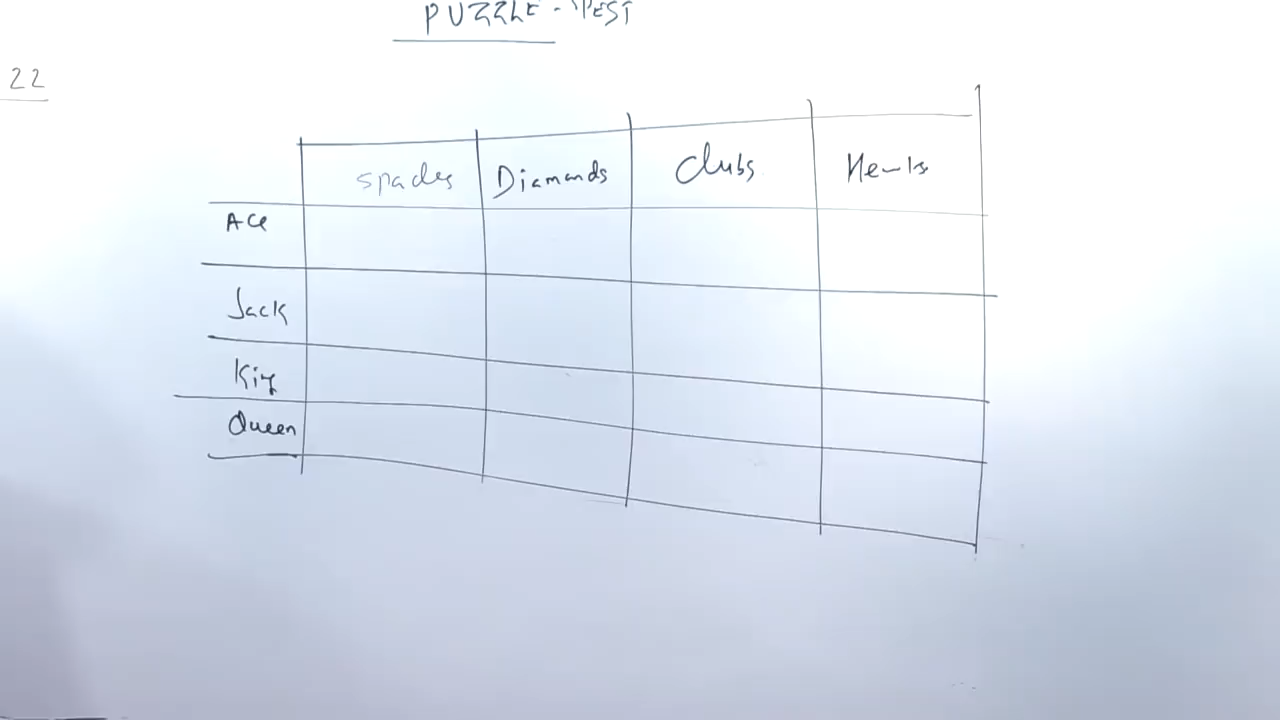 PUZZLE - TEST
22
Spades Diamonds Clubs Hearts
Ace
Jack
King
Queen